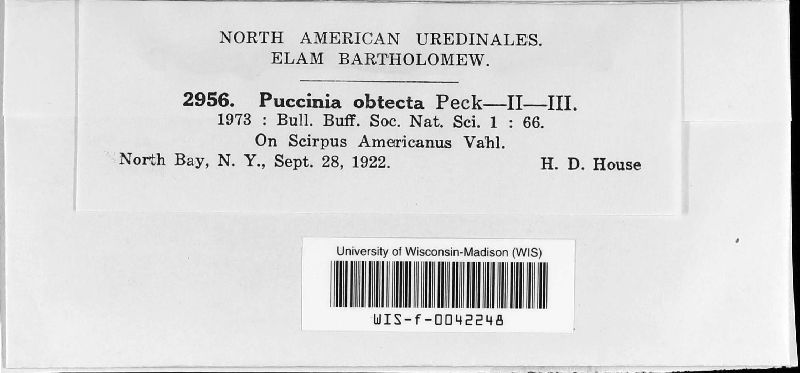 NORTH AMERICAN UREDINALES.
ELAM BARTHOLOMEW.
2956. Puccinia obtecta Peck—II—III.
1973 : Bull. Buff. Soc. Nat. Sci. 1 : 66.
On Scirpus Americanus Vahl.
North Bay, N. Y., Sept. 28, 1922. H. D. House
University of Wisconsin-Madison (WIS)
WIS-f-0042248